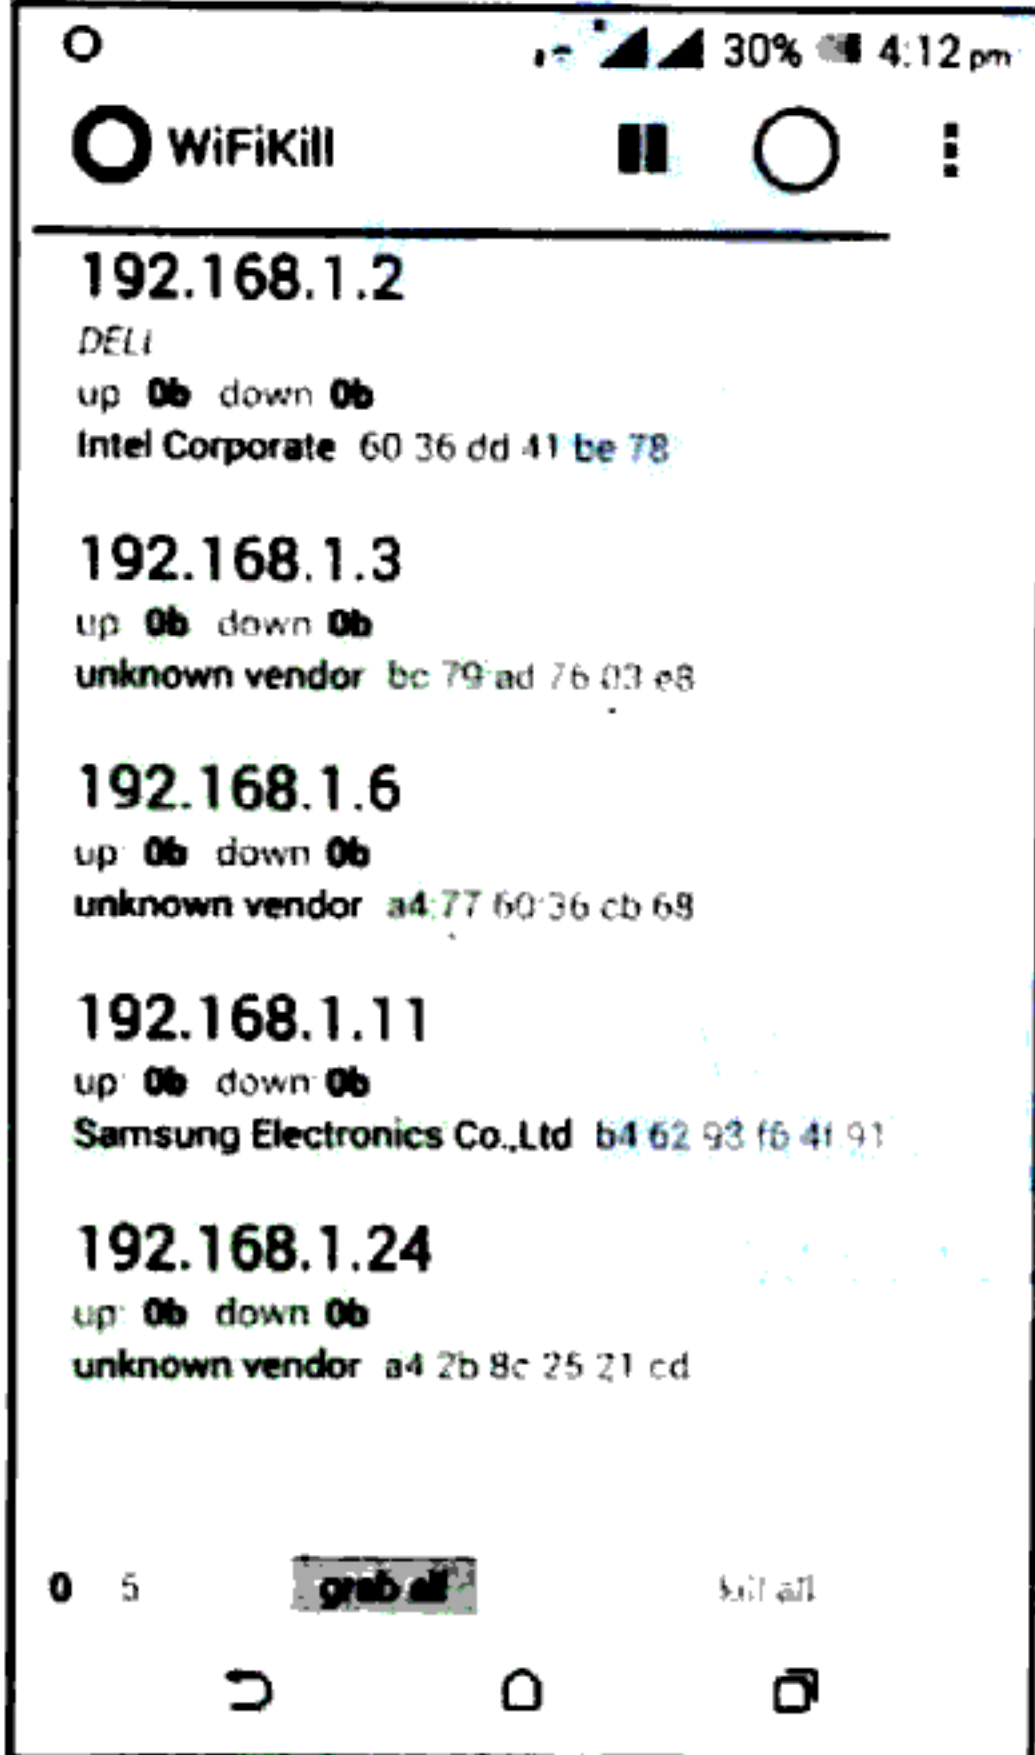 30% 4:12 pm
WiFiKill
192.168.1.2
DELL
up 0b down 0b
Intel Corporate 60 36 dd 41 be 78
192.168.1.3
up 0b down 0b
unknown vendor bc 79 ad 76 03 e8
192.168.1.6
up 0b down 0b
unknown vendor a4:77 60:36 cb 68
192.168.1.11
up 0b down 0b
Samsung Electronics Co.,Ltd b4 62 93 f6 4f 91
192.168.1.24
up: 0b down 0b
unknown vendor a4 2b 8c 25 21 cd
0 5 grab all kill all